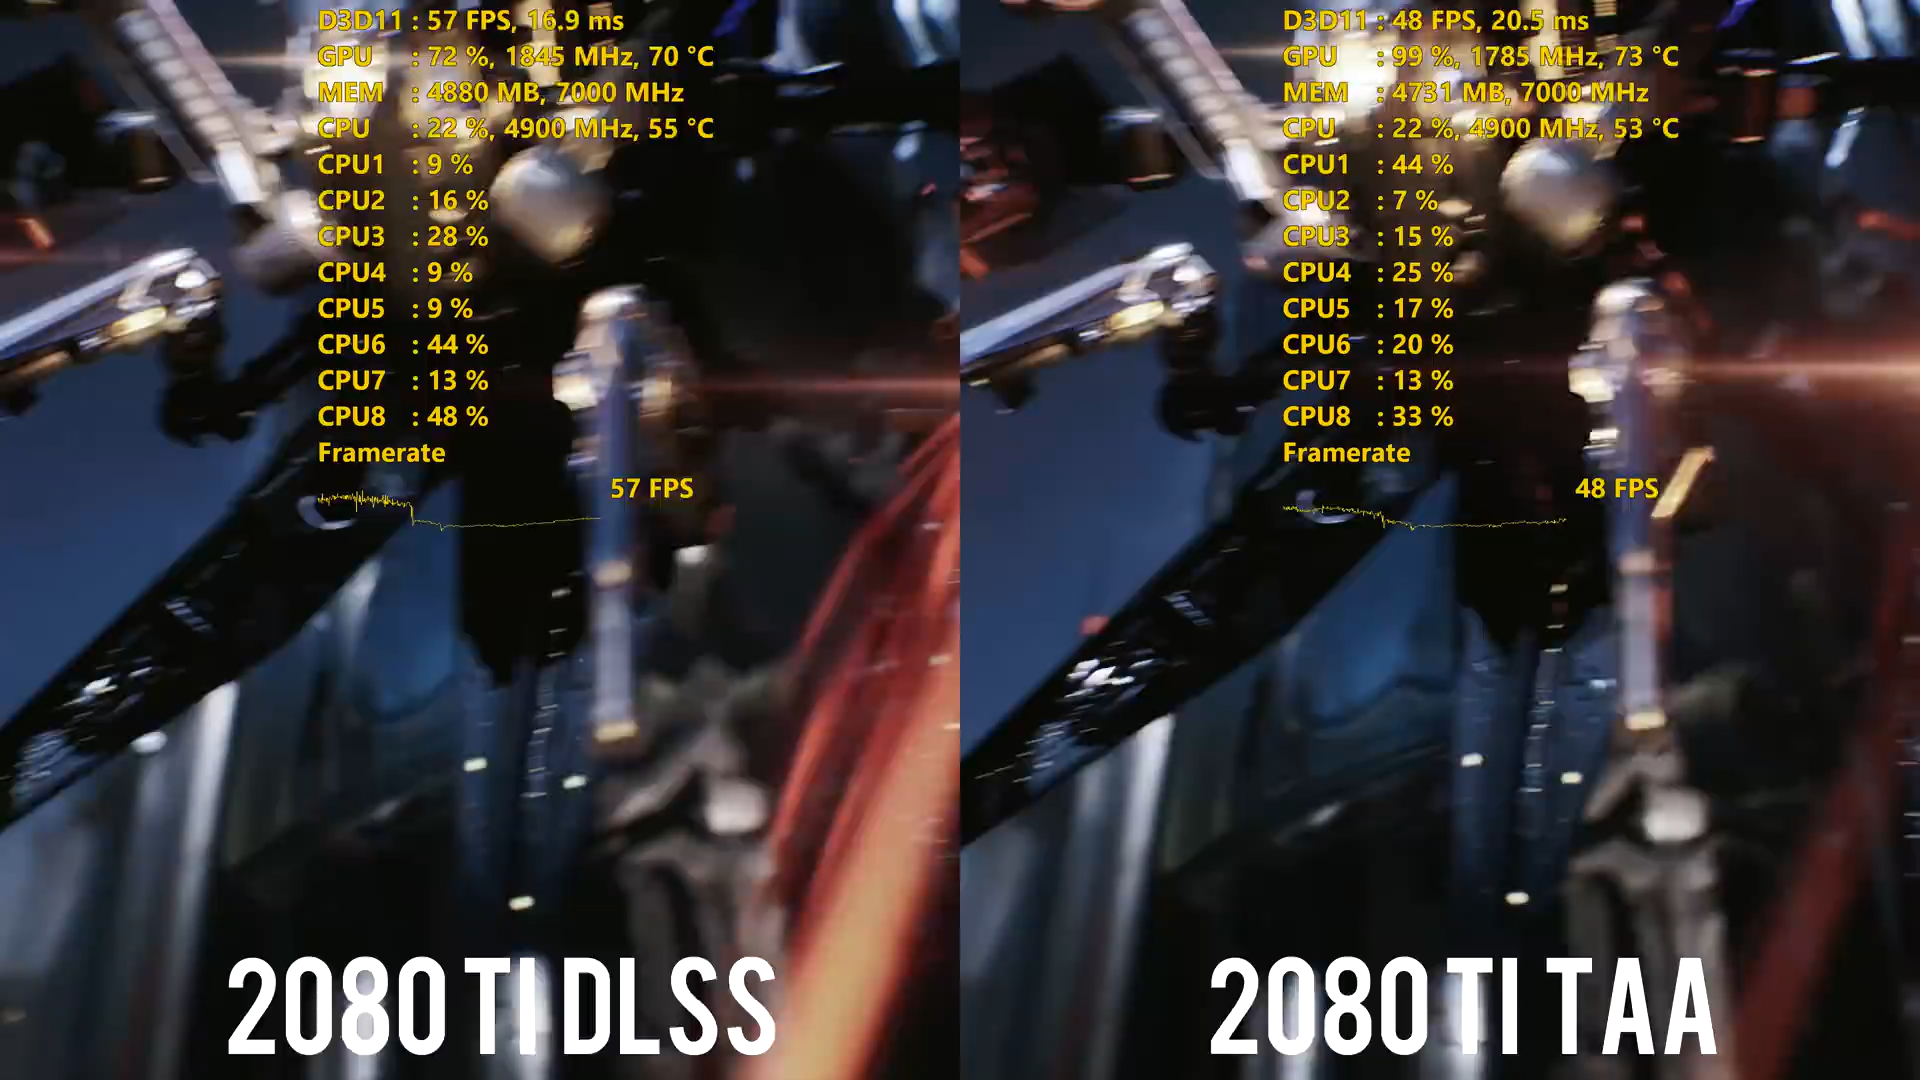 D3D11 : 57 FPS, 16.9 ms
GPU : 72 %, 1845 MHz, 70 °C
MEM : 4880 MB, 7000 MHz
CPU : 22 %, 4900 MHz, 55 °C
CPU1 : 9 %
CPU2 : 16 %
CPU3 : 28 %
CPU4 : 9 %
CPU5 : 9 %
CPU6 : 44 %
CPU7 : 13 %
CPU8 : 48 %
Framerate
57 FPS
2080 TI DLSS
D3D11 : 48 FPS, 20.5 ms
GPU : 99 %, 1785 MHz, 73 °C
MEM : 4731 MB, 7000 MHz
CPU : 22 %, 4900 MHz, 53 °C
CPU1 : 44 %
CPU2 : 7 %
CPU3 : 15 %
CPU4 : 25 %
CPU5 : 17 %
CPU6 : 20 %
CPU7 : 13 %
CPU8 : 33 %
Framerate
48 FPS
2080 TI TAA